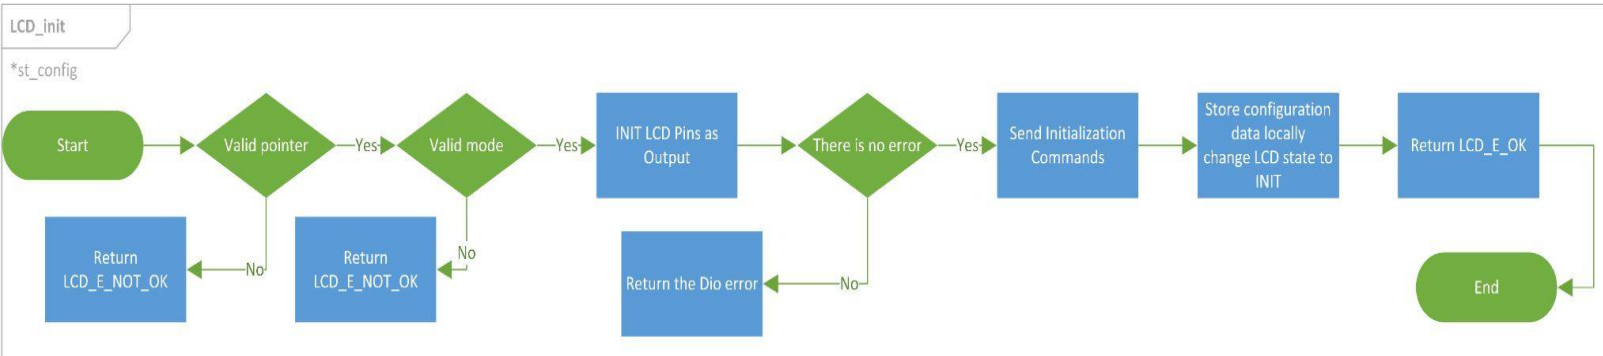 LCD_init
*st_config
Start
Valid pointer
Yes
Valid mode
Yes
INIT LCD Pins as
Output
There is no error
Yes
Send Initialization
Commands
Store configuration
data locally
change LCD state to
INIT
Return LCD_E_OK
Return
LCD_E_NOT_OK
No
Return
LCD_E_NOT_OK
No
Return the Dio error
No
End